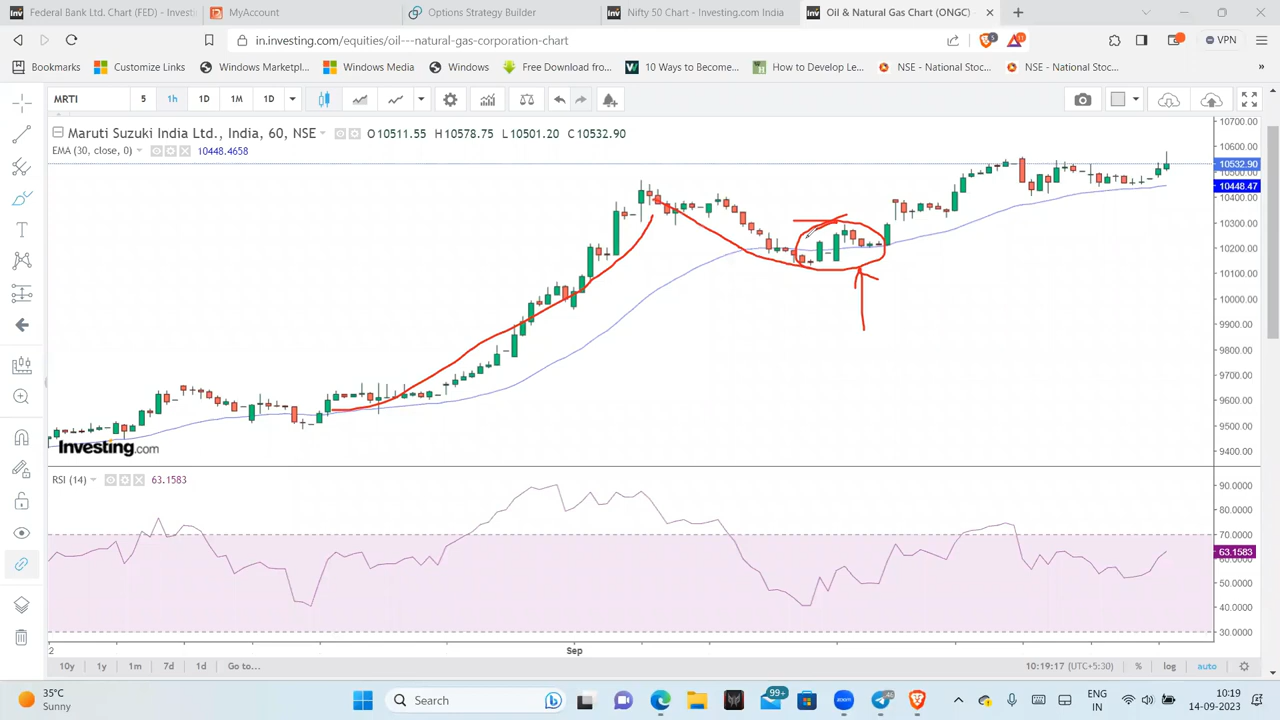 Federal Bank Ltd. Chart (FED) - Investi
MyAccount
Options Strategy Builder
Nifty 50 Chart - Investing.com India
Oil & Natural Gas Chart (ONGC)
in.investing.com/equities/oil---natural-gas-corporation-chart
VPN
Bookmarks
Customize Links
Windows Marketpl...
Windows Media
Windows
Free Download from...
10 Ways to Become...
How to Develop Le...
NSE - National Stoc...
NSE - National Stoc...
MRTI
5
1h
1D
1M
1D
Maruti Suzuki India Ltd., India, 60, NSE
O10511.55 H10578.75 L10501.20 C10532.90
EMA (30, close, 0)
10448.4658
10700.00
10600.00
10532.90
10500.00
10448.47
10400.00
10300.00
10200.00
10100.00
10000.00
9900.00
9800.00
9700.00
9600.00
9500.00
9400.00
Investing.com
RSI (14)
63.1583
90.0000
80.0000
70.0000
63.1583
50.0000
40.0000
30.0000
2
Sep
10y
1y
1m
7d
1d
Go to...
10:19:17 (UTC+5:30)
%
log
auto
35°C
Sunny
Search
99+
ENG
IN
10:19
14-09-2023